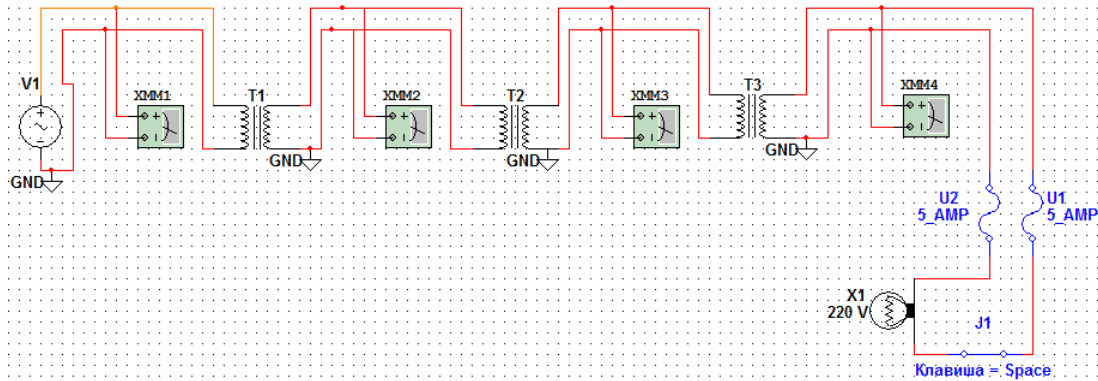 V1
XMM1
T1
XMM2
T2
XMM3
T3
XMM4
GND
GND
GND
GND
U2
5_AMP
U1
5_AMP
X1
220 V
J1
Клавиша = Space